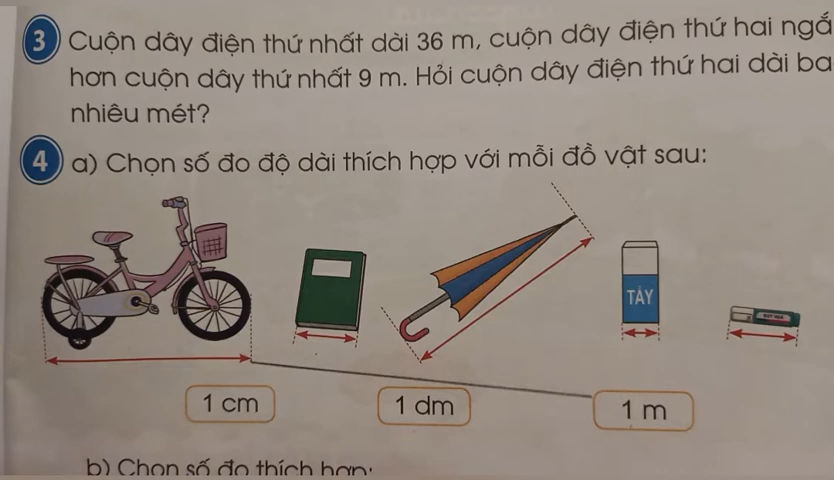 3 Cuộn dây điện thứ nhất dài 36 m, cuộn dây điện thứ hai ngắ
hơn cuộn dây thứ nhất 9 m. Hỏi cuộn dây điện thứ hai dài ba
nhiêu mét?
4 a) Chọn số đo độ dài thích hợp với mỗi đồ vật sau:
TẨY
1 cm 1 dm 1 m
b) Chọn số đo thích hợp: